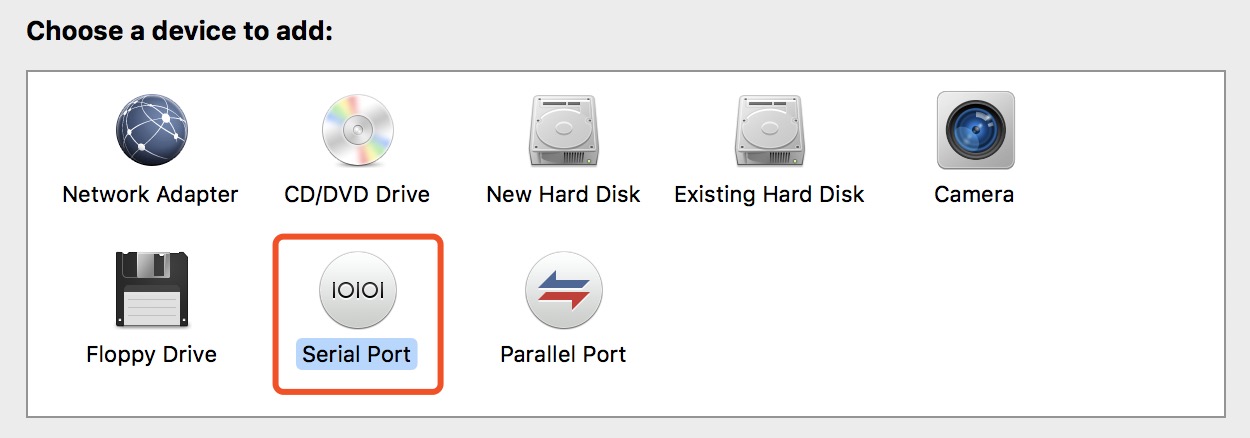 Choose a device to add:
Network Adapter CD/DVD Drive New Hard Disk Existing Hard Disk Camera
IOIOI
Floppy Drive Serial Port Parallel Port